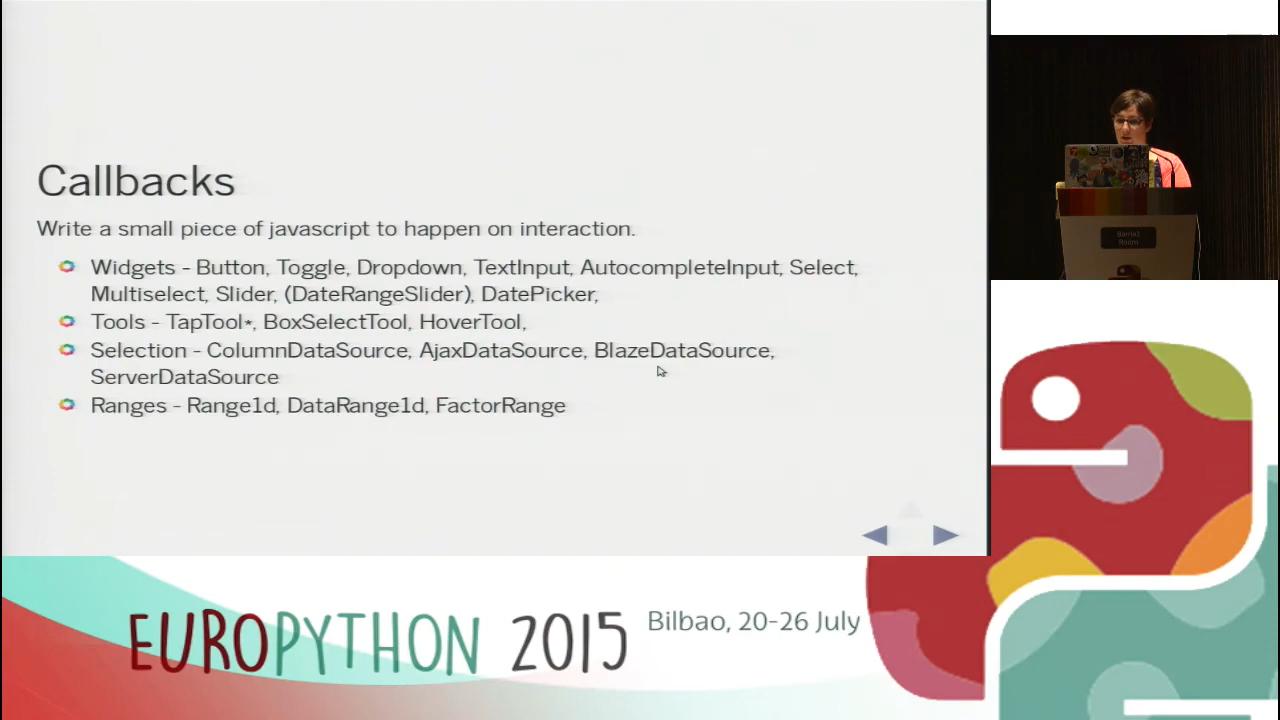 Callbacks
Write a small piece of javascript to happen on interaction.
Widgets - Button, Toggle, Dropdown, TextInput, AutocompleteInput, Select,
Multiselect, Slider, (DateRangeSlider), DatePicker,
Tools - TapTool*, BoxSelectTool, HoverTool,
Selection - ColumnDataSource, AjaxDataSource, BlazeDataSource,
ServerDataSource
Ranges - Range1d, DataRange1d, FactorRange
Barria1
Room
EUROPYTHON 2015
Bilbao, 20-26 July